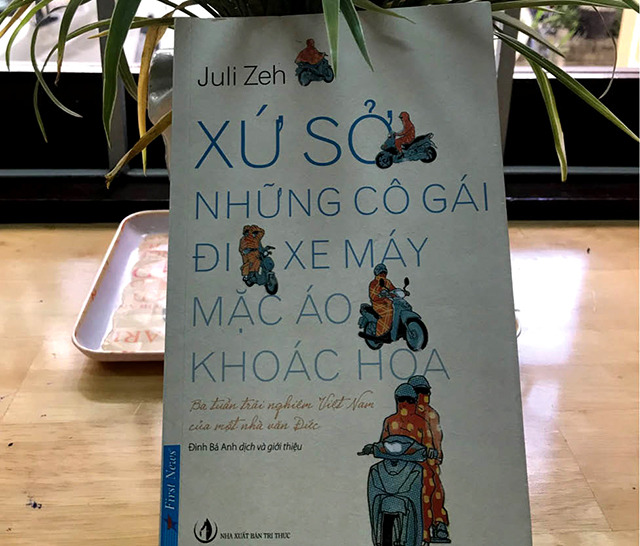 Juli Zeh
XỨ SỞ
NHỮNG CÔ GÁI
ĐI XE MÁY
MẶC ÁO
KHOÁC HOA
Ba tuần trải nghiệm Việt Nam
của một nhà văn Đức
Đinh Bá Anh dịch và giới thiệu
First News
NHÀ XUẤT BẢN TRI THỨC